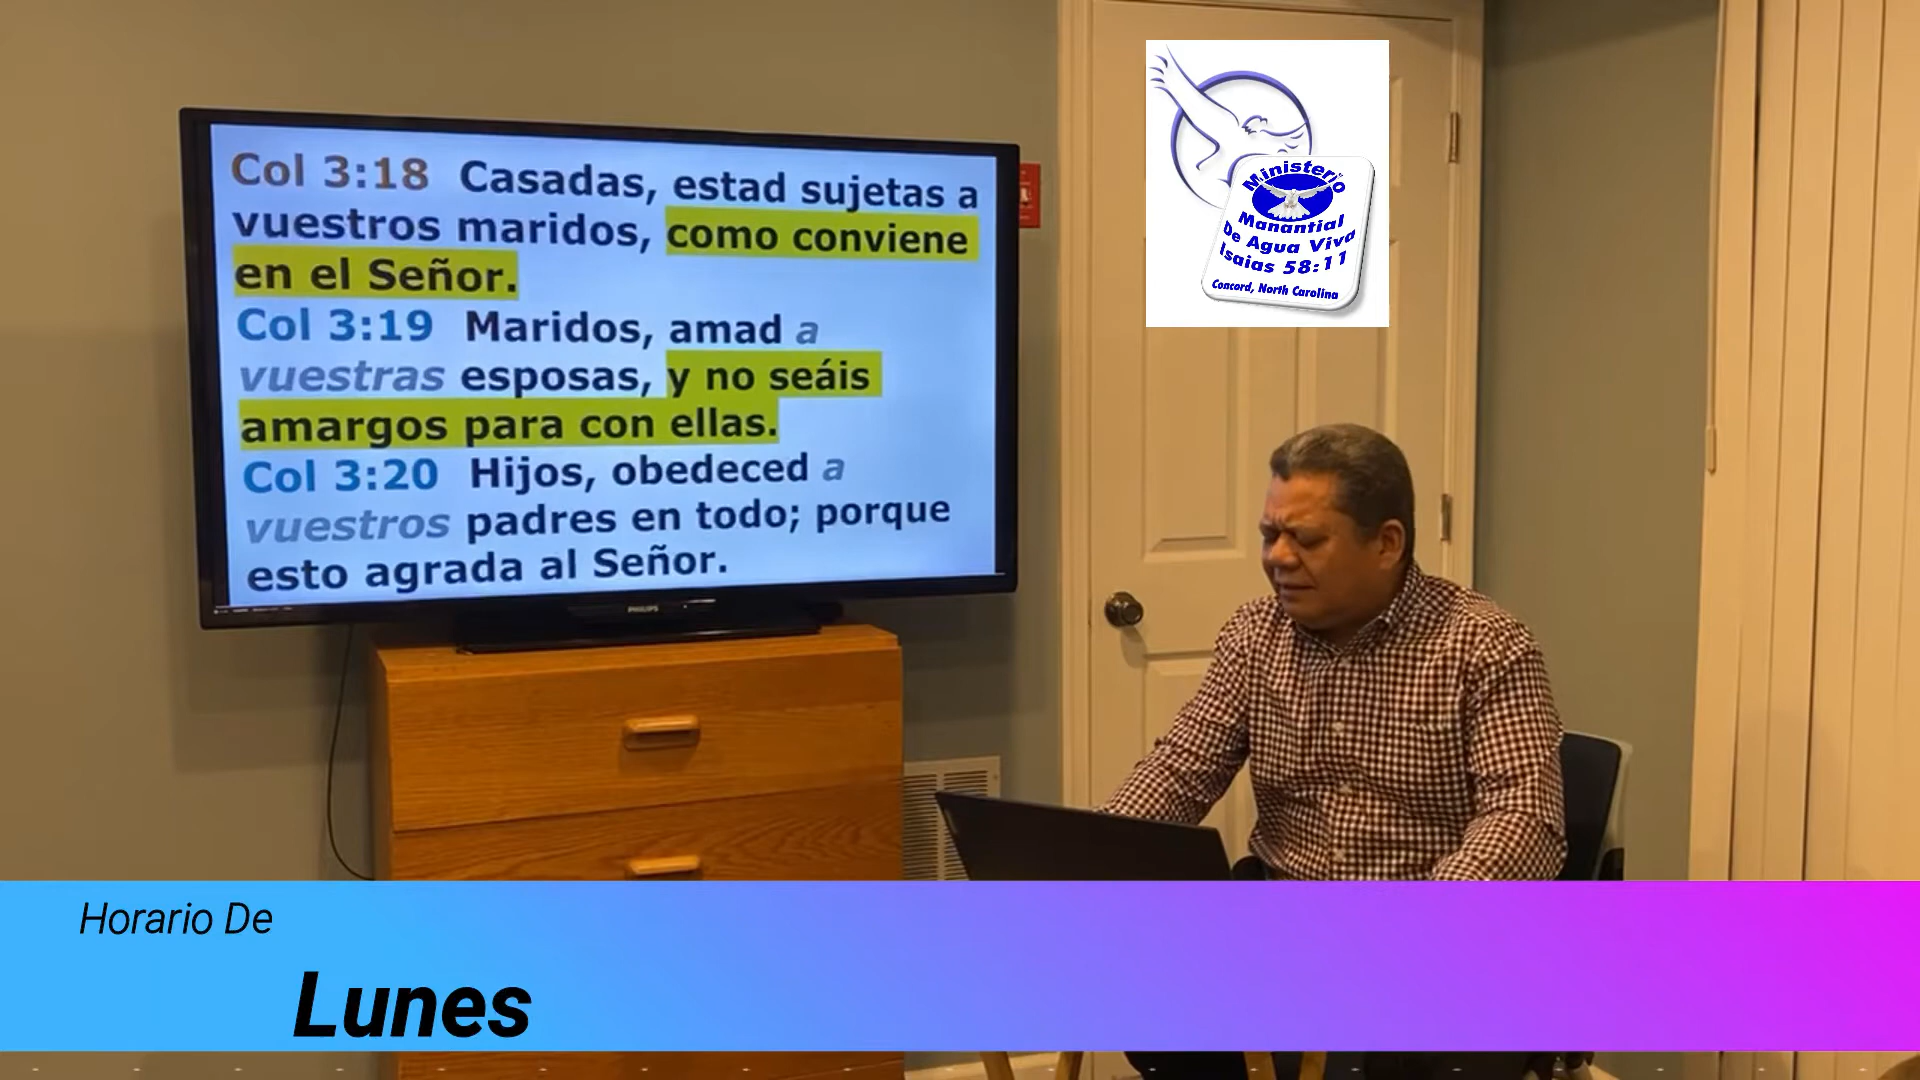 Col 3:18 Casadas, estad sujetas a
vuestros maridos, como conviene
en el Señor.
Col 3:19 Maridos, amad a
vuestras esposas, y no seáis
amargos para con ellas.
Col 3:20 Hijos, obedeced a
vuestros padres en todo; porque
esto agrada al Señor.
PHILIPS
Ministerio
Manantial
De Agua Viva
Isaias 58:11
Concord, North Carolina
Horario De
Lunes